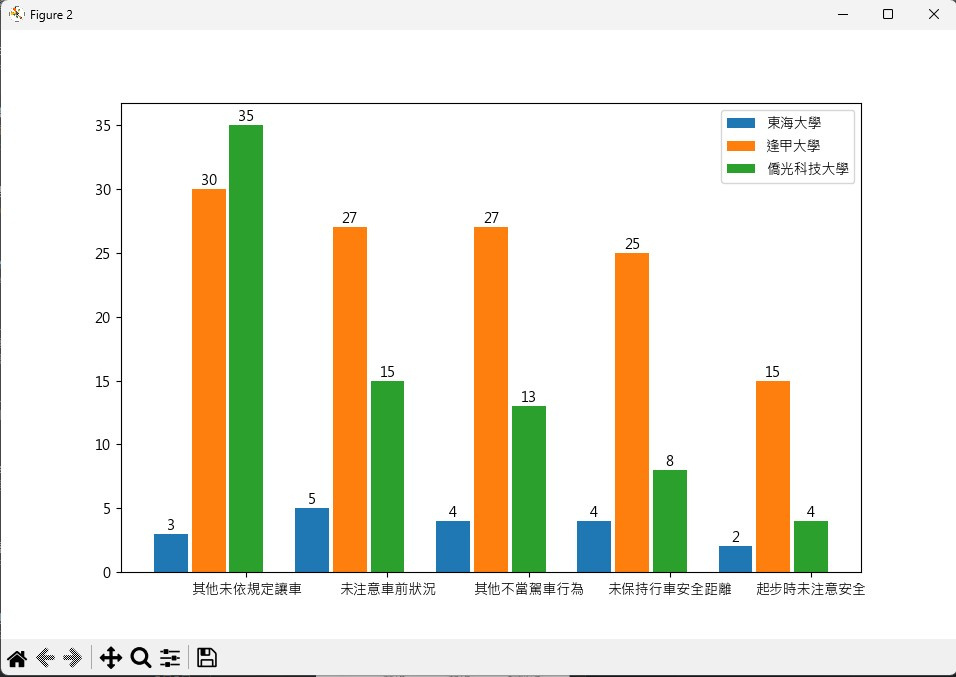 Figure 2
35
30
25
20
15
10
5
0
東海大學
逢甲大學
僑光科技大學
3
30
35
5
27
15
4
27
13
4
25
8
2
15
4
其他未依規定讓車
未注意車前狀況
其他不當駕車行為
未保持行車安全距離
起步時未注意安全